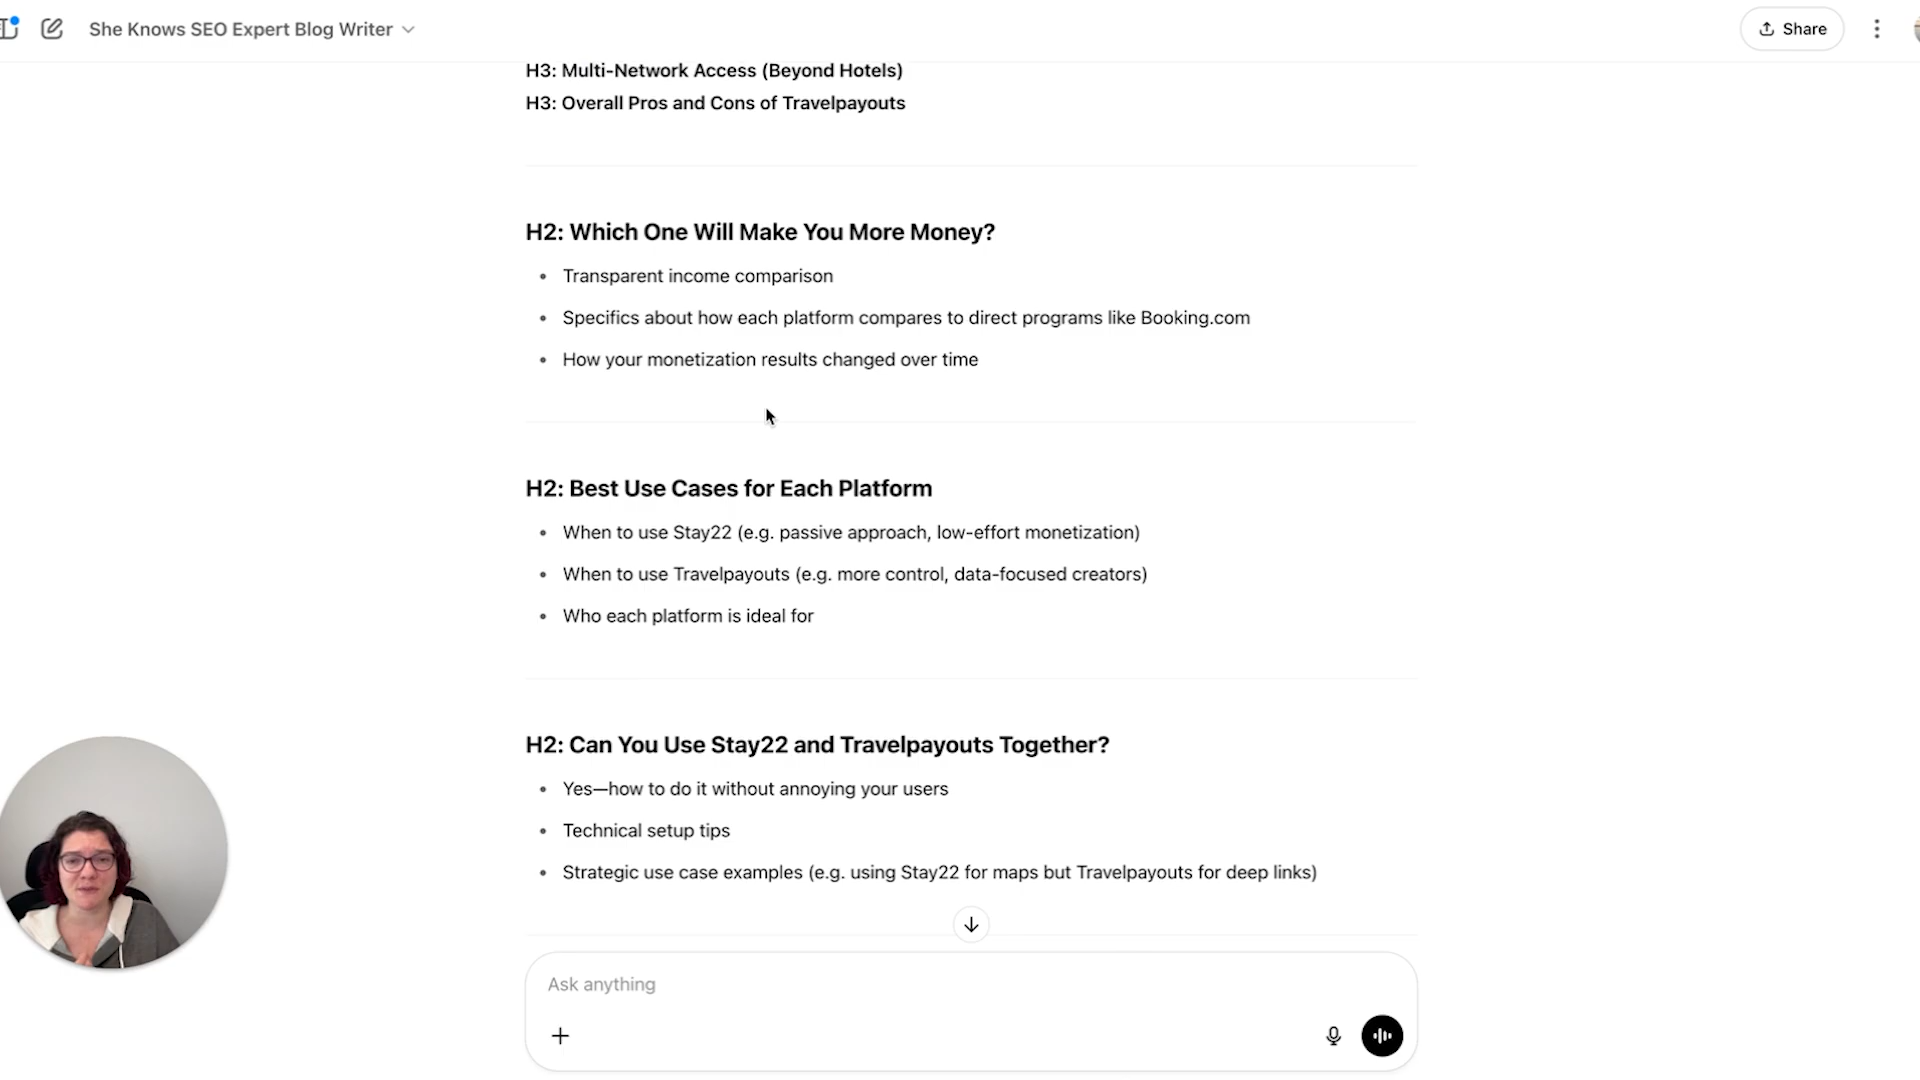 She Knows SEO Expert Blog Writer
Share
H3: Multi-Network Access (Beyond Hotels)
H3: Overall Pros and Cons of Travelpayouts
H2: Which One Will Make You More Money?
• Transparent income comparison
• Specifics about how each platform compares to direct programs like Booking.com
• How your monetization results changed over time
H2: Best Use Cases for Each Platform
• When to use Stay22 (e.g. passive approach, low-effort monetization)
• When to use Travelpayouts (e.g. more control, data-focused creators)
• Who each platform is ideal for
H2: Can You Use Stay22 and Travelpayouts Together?
• Yes—how to do it without annoying your users
• Technical setup tips
• Strategic use case examples (e.g. using Stay22 for maps but Travelpayouts for deep links)
Ask anything